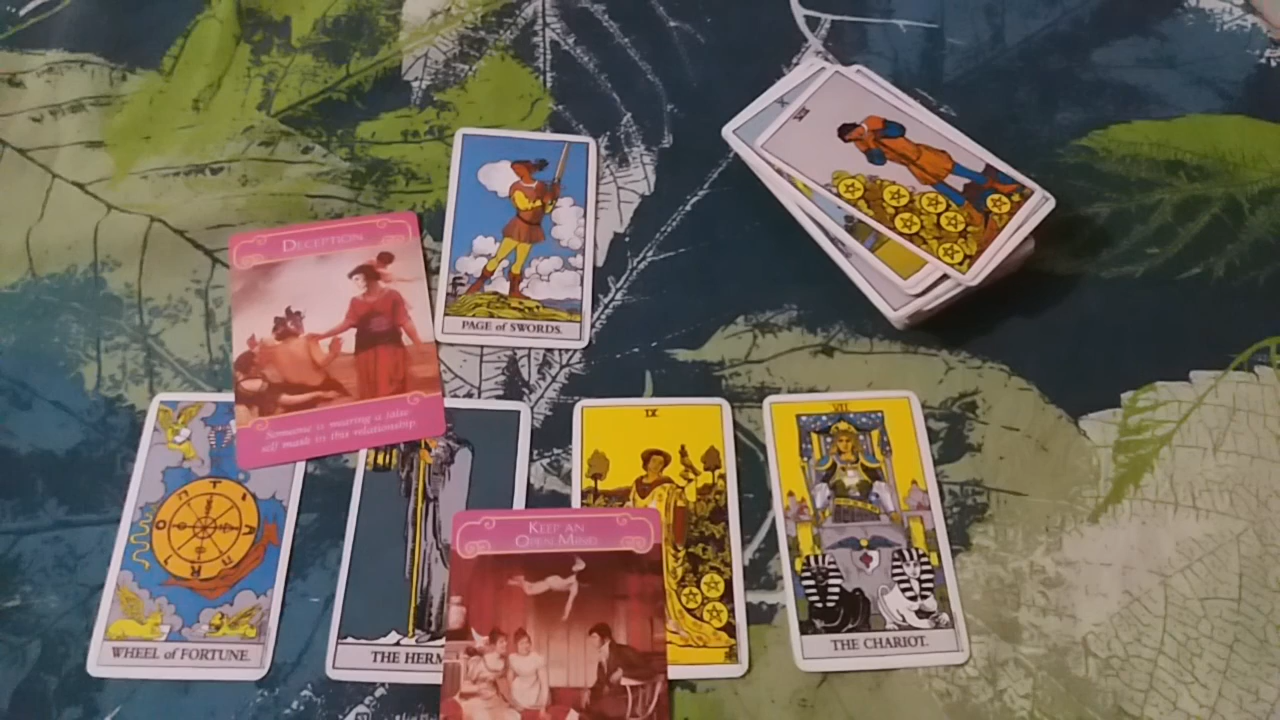 VII
X
PAGE of SWORDS.
DECEPTION
Someone is wearing a false
self mask in this relationship.
WHEEL of FORTUNE.
THE HERM
IX
KEEP AN
OPEN MIND
VII
THE CHARIOT.